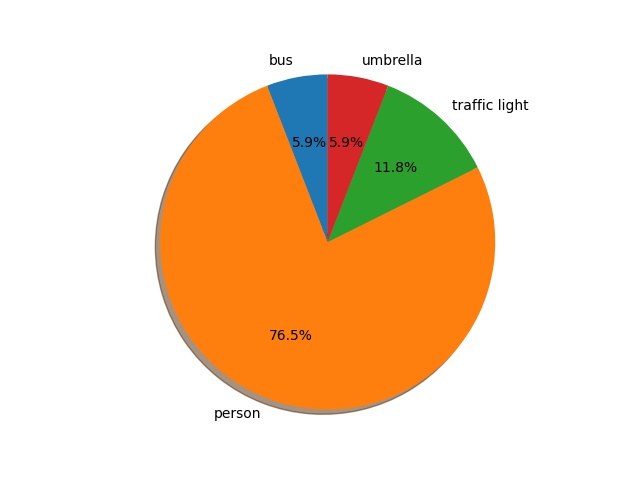 bus
umbrella
traffic light
5.9%
5.9%
11.8%
76.5%
person